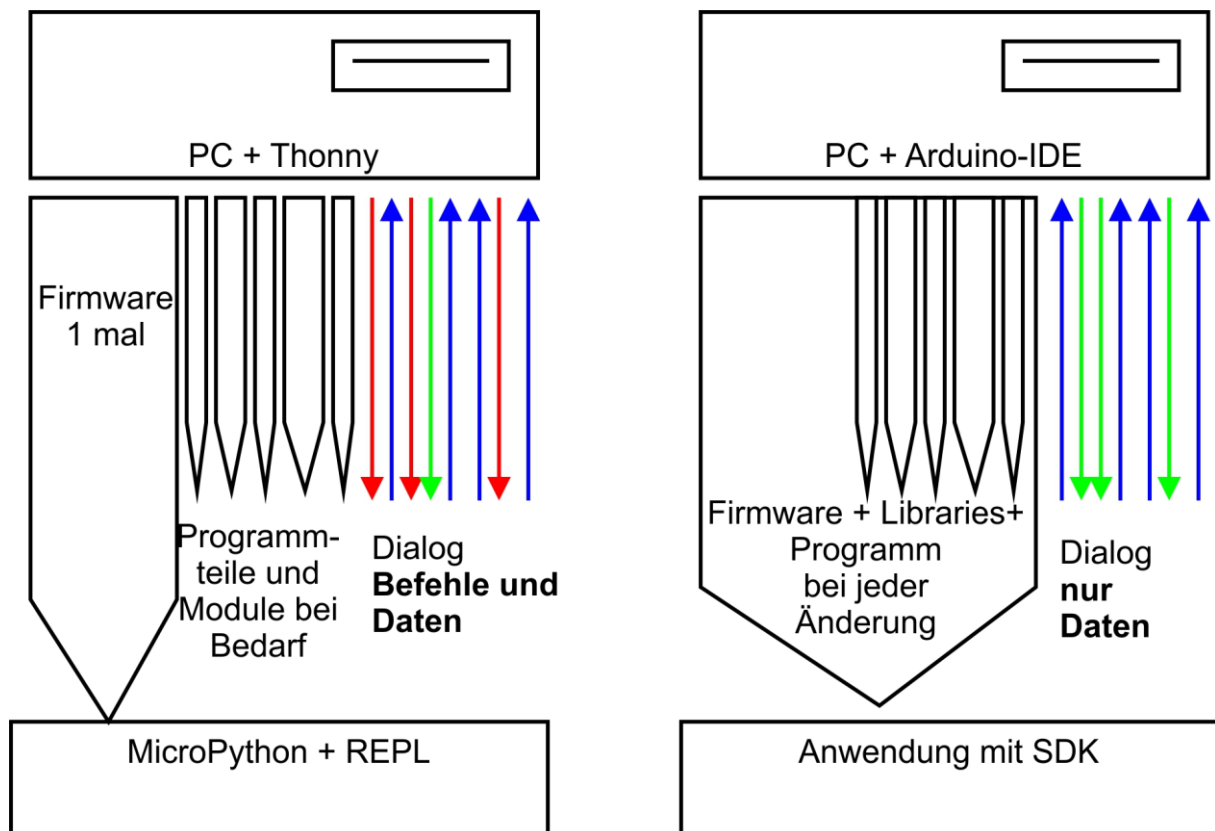 PC + Thonny
Firmware
1 mal
Programm-
teile und
Module bei
Bedarf
Dialog
Befehle und
Daten
MicroPython + REPL
PC + Arduino-IDE
Firmware + Libraries+
Programm
bei jeder
Änderung
Dialog
nur
Daten
Anwendung mit SDK